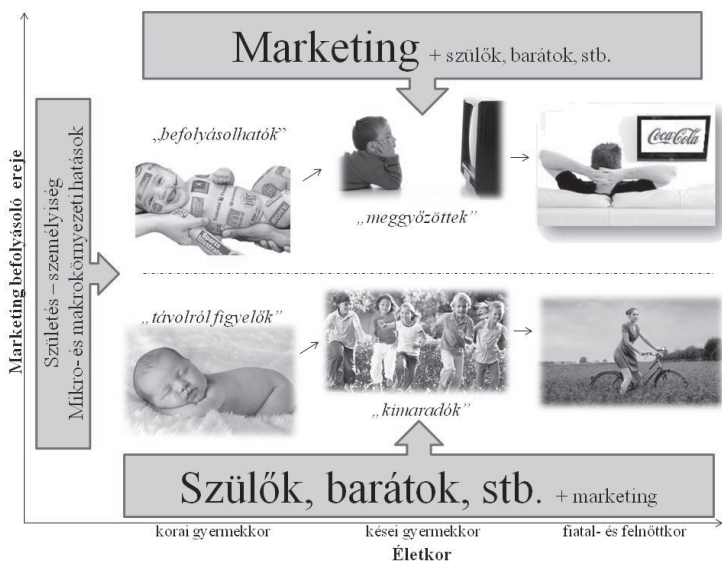 Marketing + szülők, barátok, stb.
Marketing befolyásoló ereje
Születés – személyiség
Mikro- és makrokörnyezeti hatások
„befolyásolhatók”
„meggyőzöttek”
Coca-Cola
„távolról figyelők”
„kimaradók”
Szülők, barátok, stb. + marketing
korai gyermekkor
kései gyermekkor
fiatal- és felnőttkor
Életkor